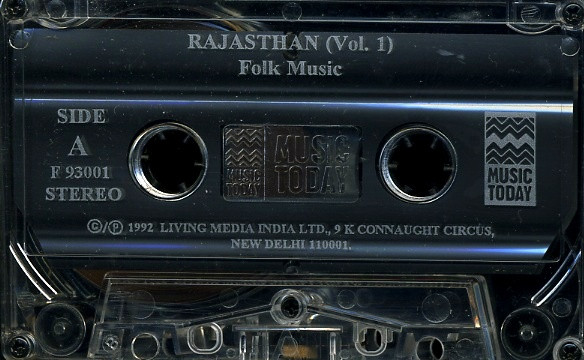 RAJASTHAN (Vol. 1)
Folk Music
SIDE
A
F 93001
STEREO
MUSIC
TODAY
MUSIC
TODAY
MUSIC
TODAY
©/℗ 1992 LIVING MEDIA INDIA LTD., 9 K CONNAUGHT CIRCUS,
NEW DELHI 110001.